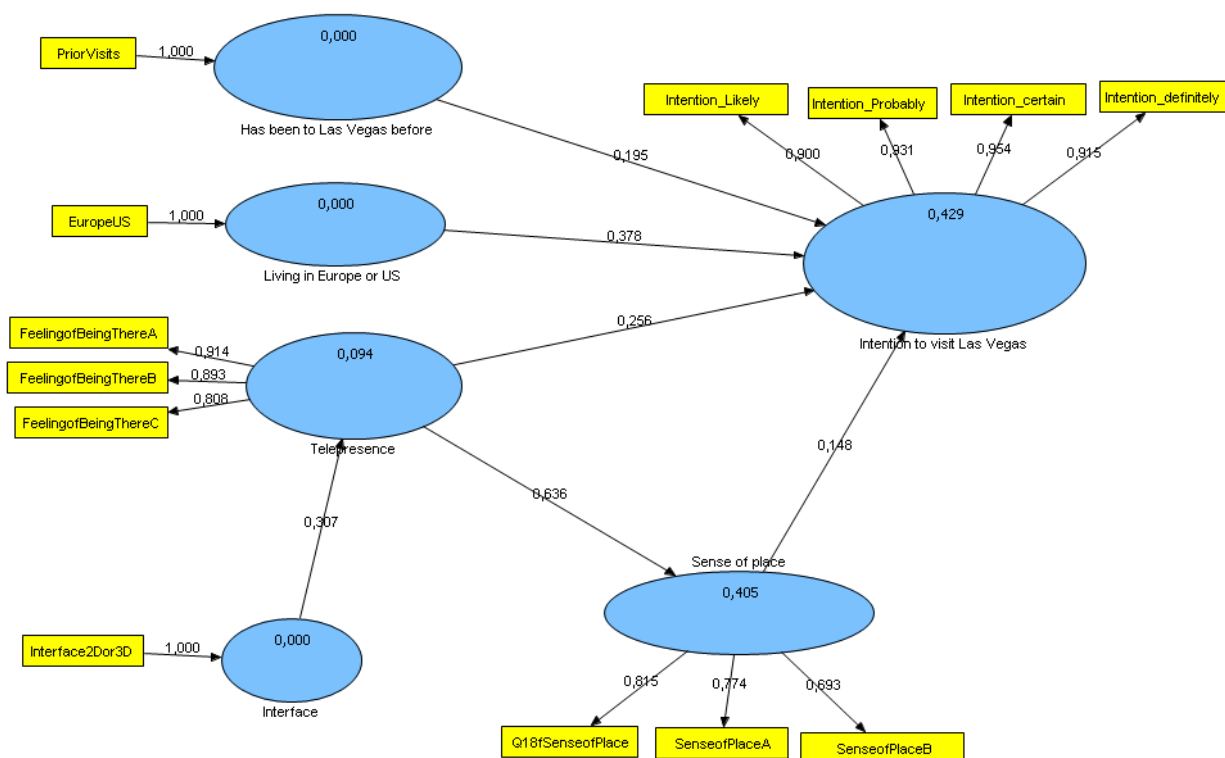 0,000
PriorVisits
1,000
Has been to Las Vegas before
Intention_Likely
Intention_Probably
Intention_certain
Intention_definitely
0,900
0,931
0,954
0,915
0,195
0,000
EuropeUS
1,000
Living in Europe or US
0,378
0,429
Intention to visit Las Vegas
FeelingofBeingThereA
0,914
FeelingofBeingThereB
0,893
FeelingofBeingThereC
0,808
0,094
Telepresence
0,256
0,148
0,636
0,307
Sense of place
0,405
Interface2Dor3D
1,000
0,000
Interface
0,815
0,774
0,693
Q18fSenseofPlace
SenseofPlaceA
SenseofPlaceB